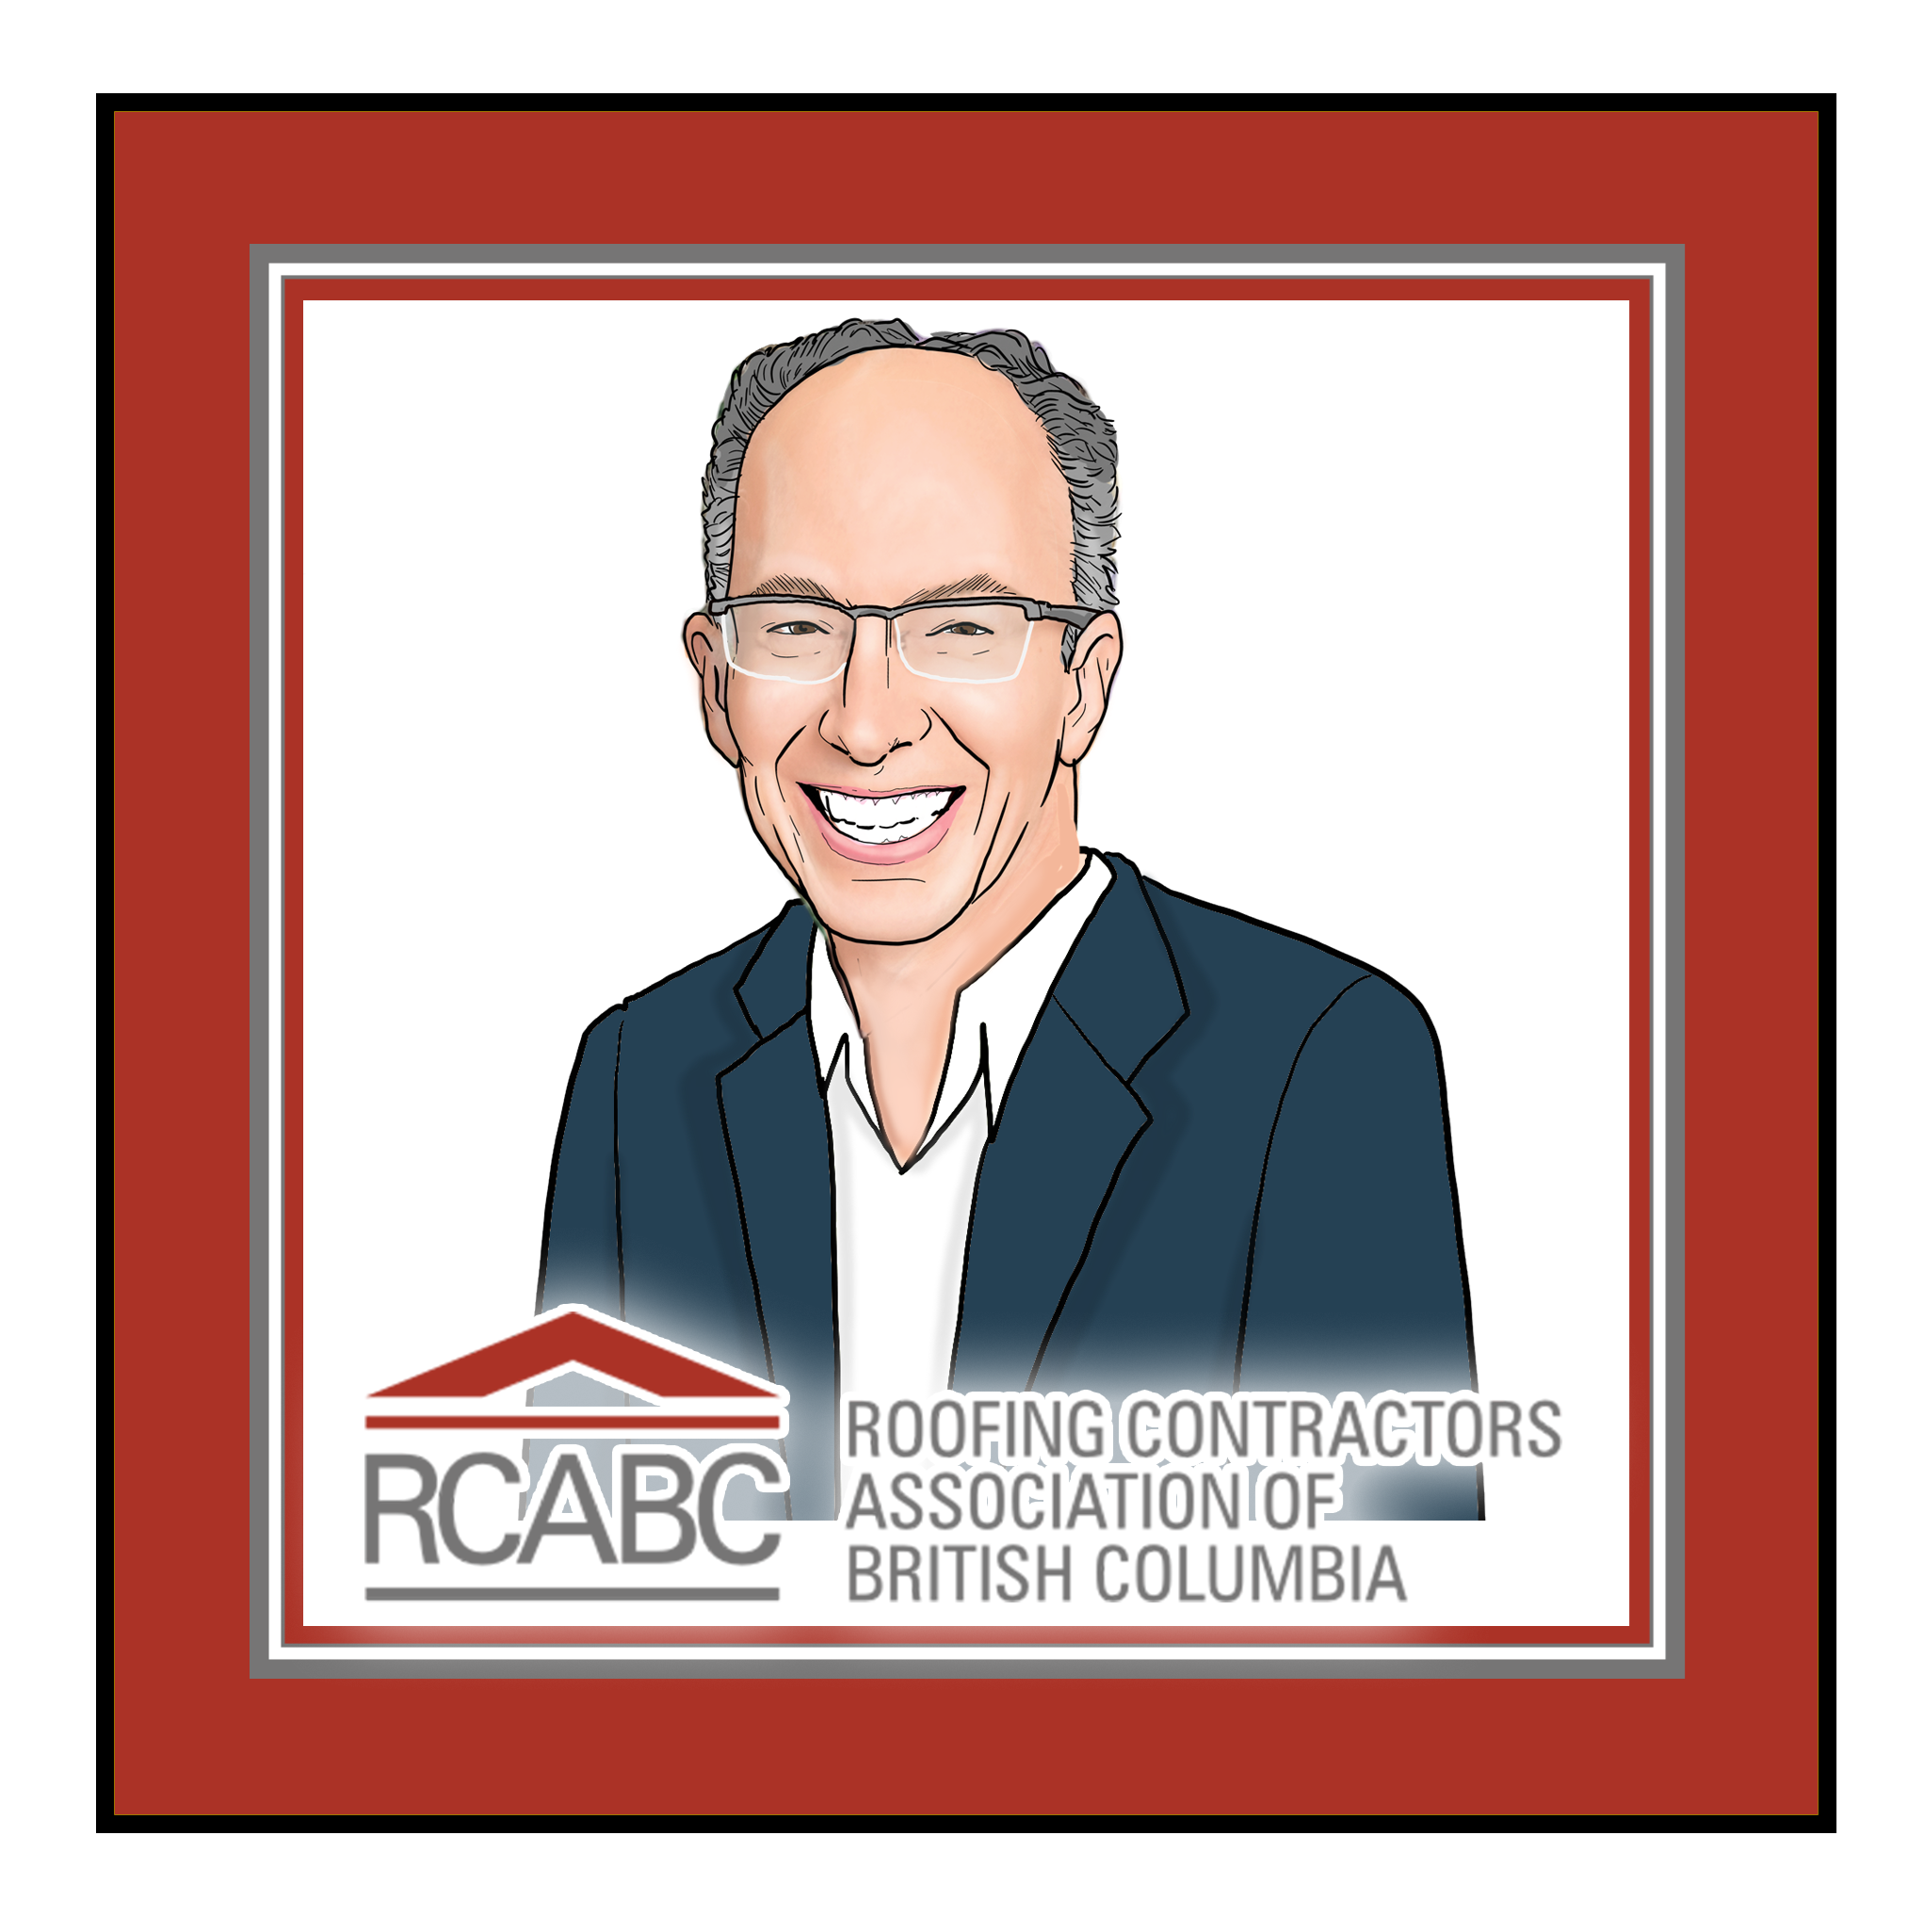 RCABC
ROOFING CONTRACTORS
ASSOCIATION OF
BRITISH COLUMBIA